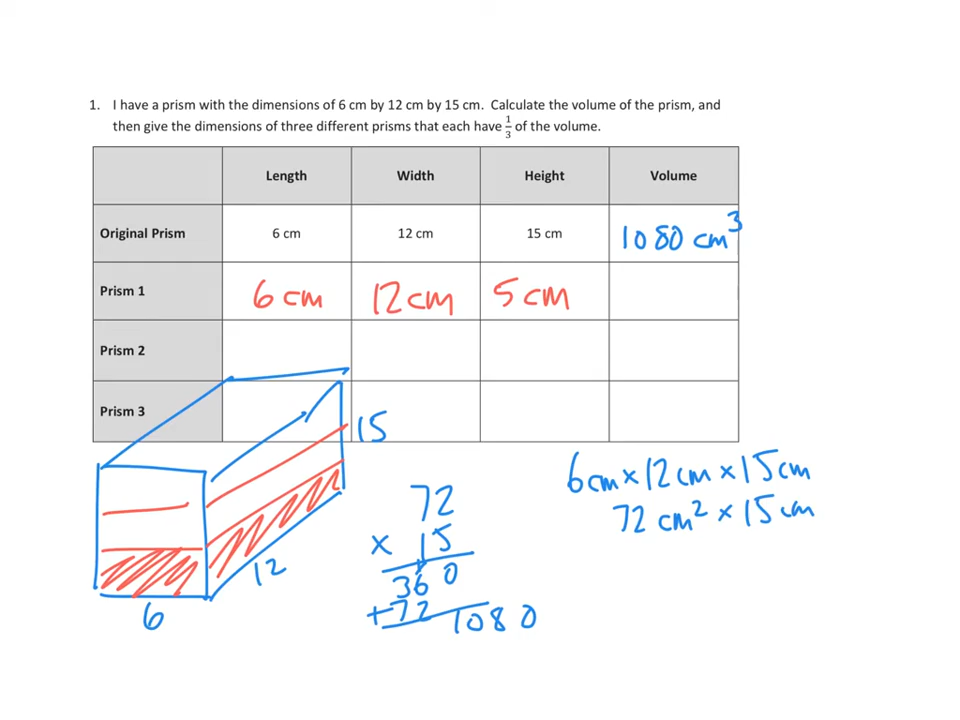 1. I have a prism with the dimensions of 6 cm by 12 cm by 15 cm. Calculate the volume of the prism, and
then give the dimensions of three different prisms that each have 1/3 of the volume.
Length Width Height Volume
Original Prism 6 cm 12 cm 15 cm 1080 cm³
Prism 1 6 cm 12 cm 5 cm
Prism 2
Prism 3
15
12
6
72
× 15
360
+72
1080
6cm × 12cm × 15cm
72 cm² × 15 cm